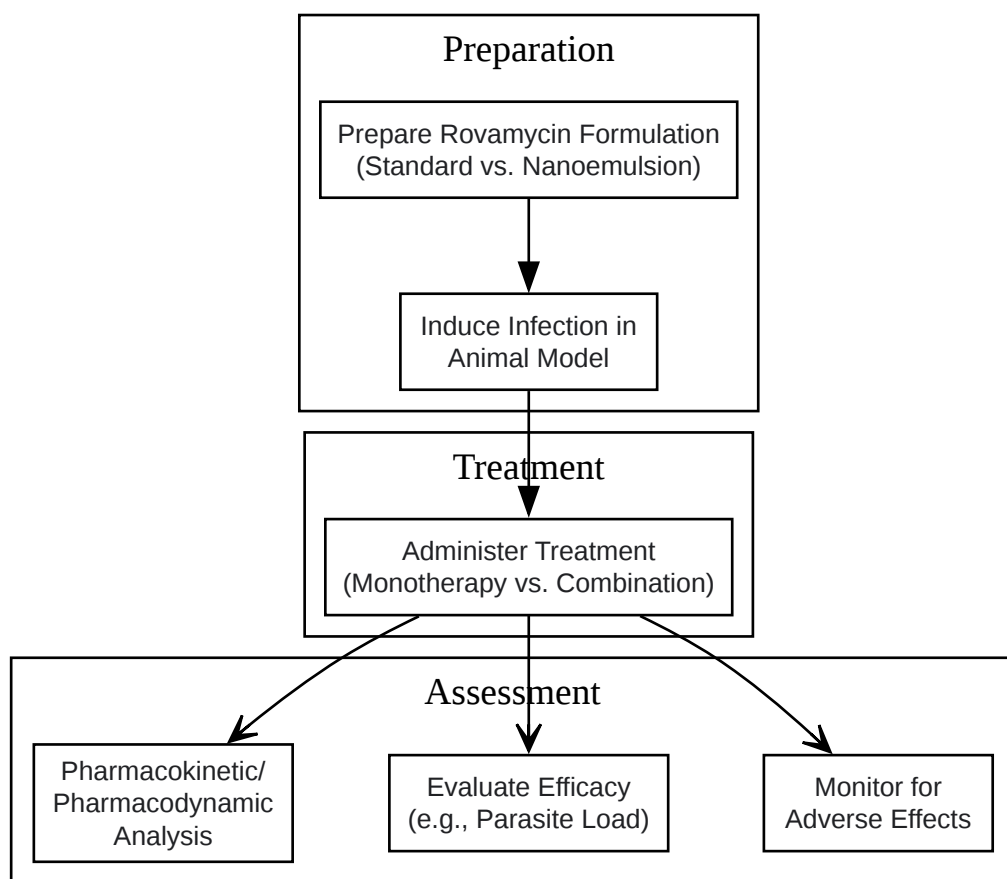 Preparation
Prepare Rovamycin Formulation
(Standard vs. Nanoemulsion)
Induce Infection in
Animal Model
Treatment
Administer Treatment
(Monotherapy vs. Combination)
Assessment
Pharmacokinetic/
Pharmacodynamic
Analysis
Evaluate Efficacy
(e.g., Parasite Load)
Monitor for
Adverse Effects